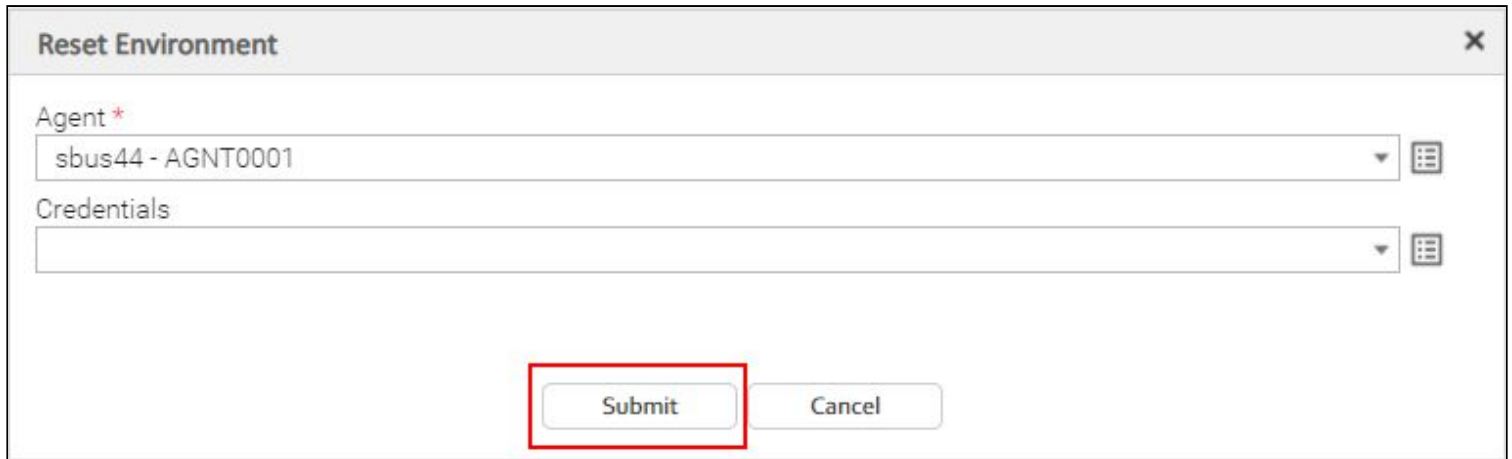 Reset Environment
Agent *
sbus44 - AGNT0001
Credentials
Submit Cancel